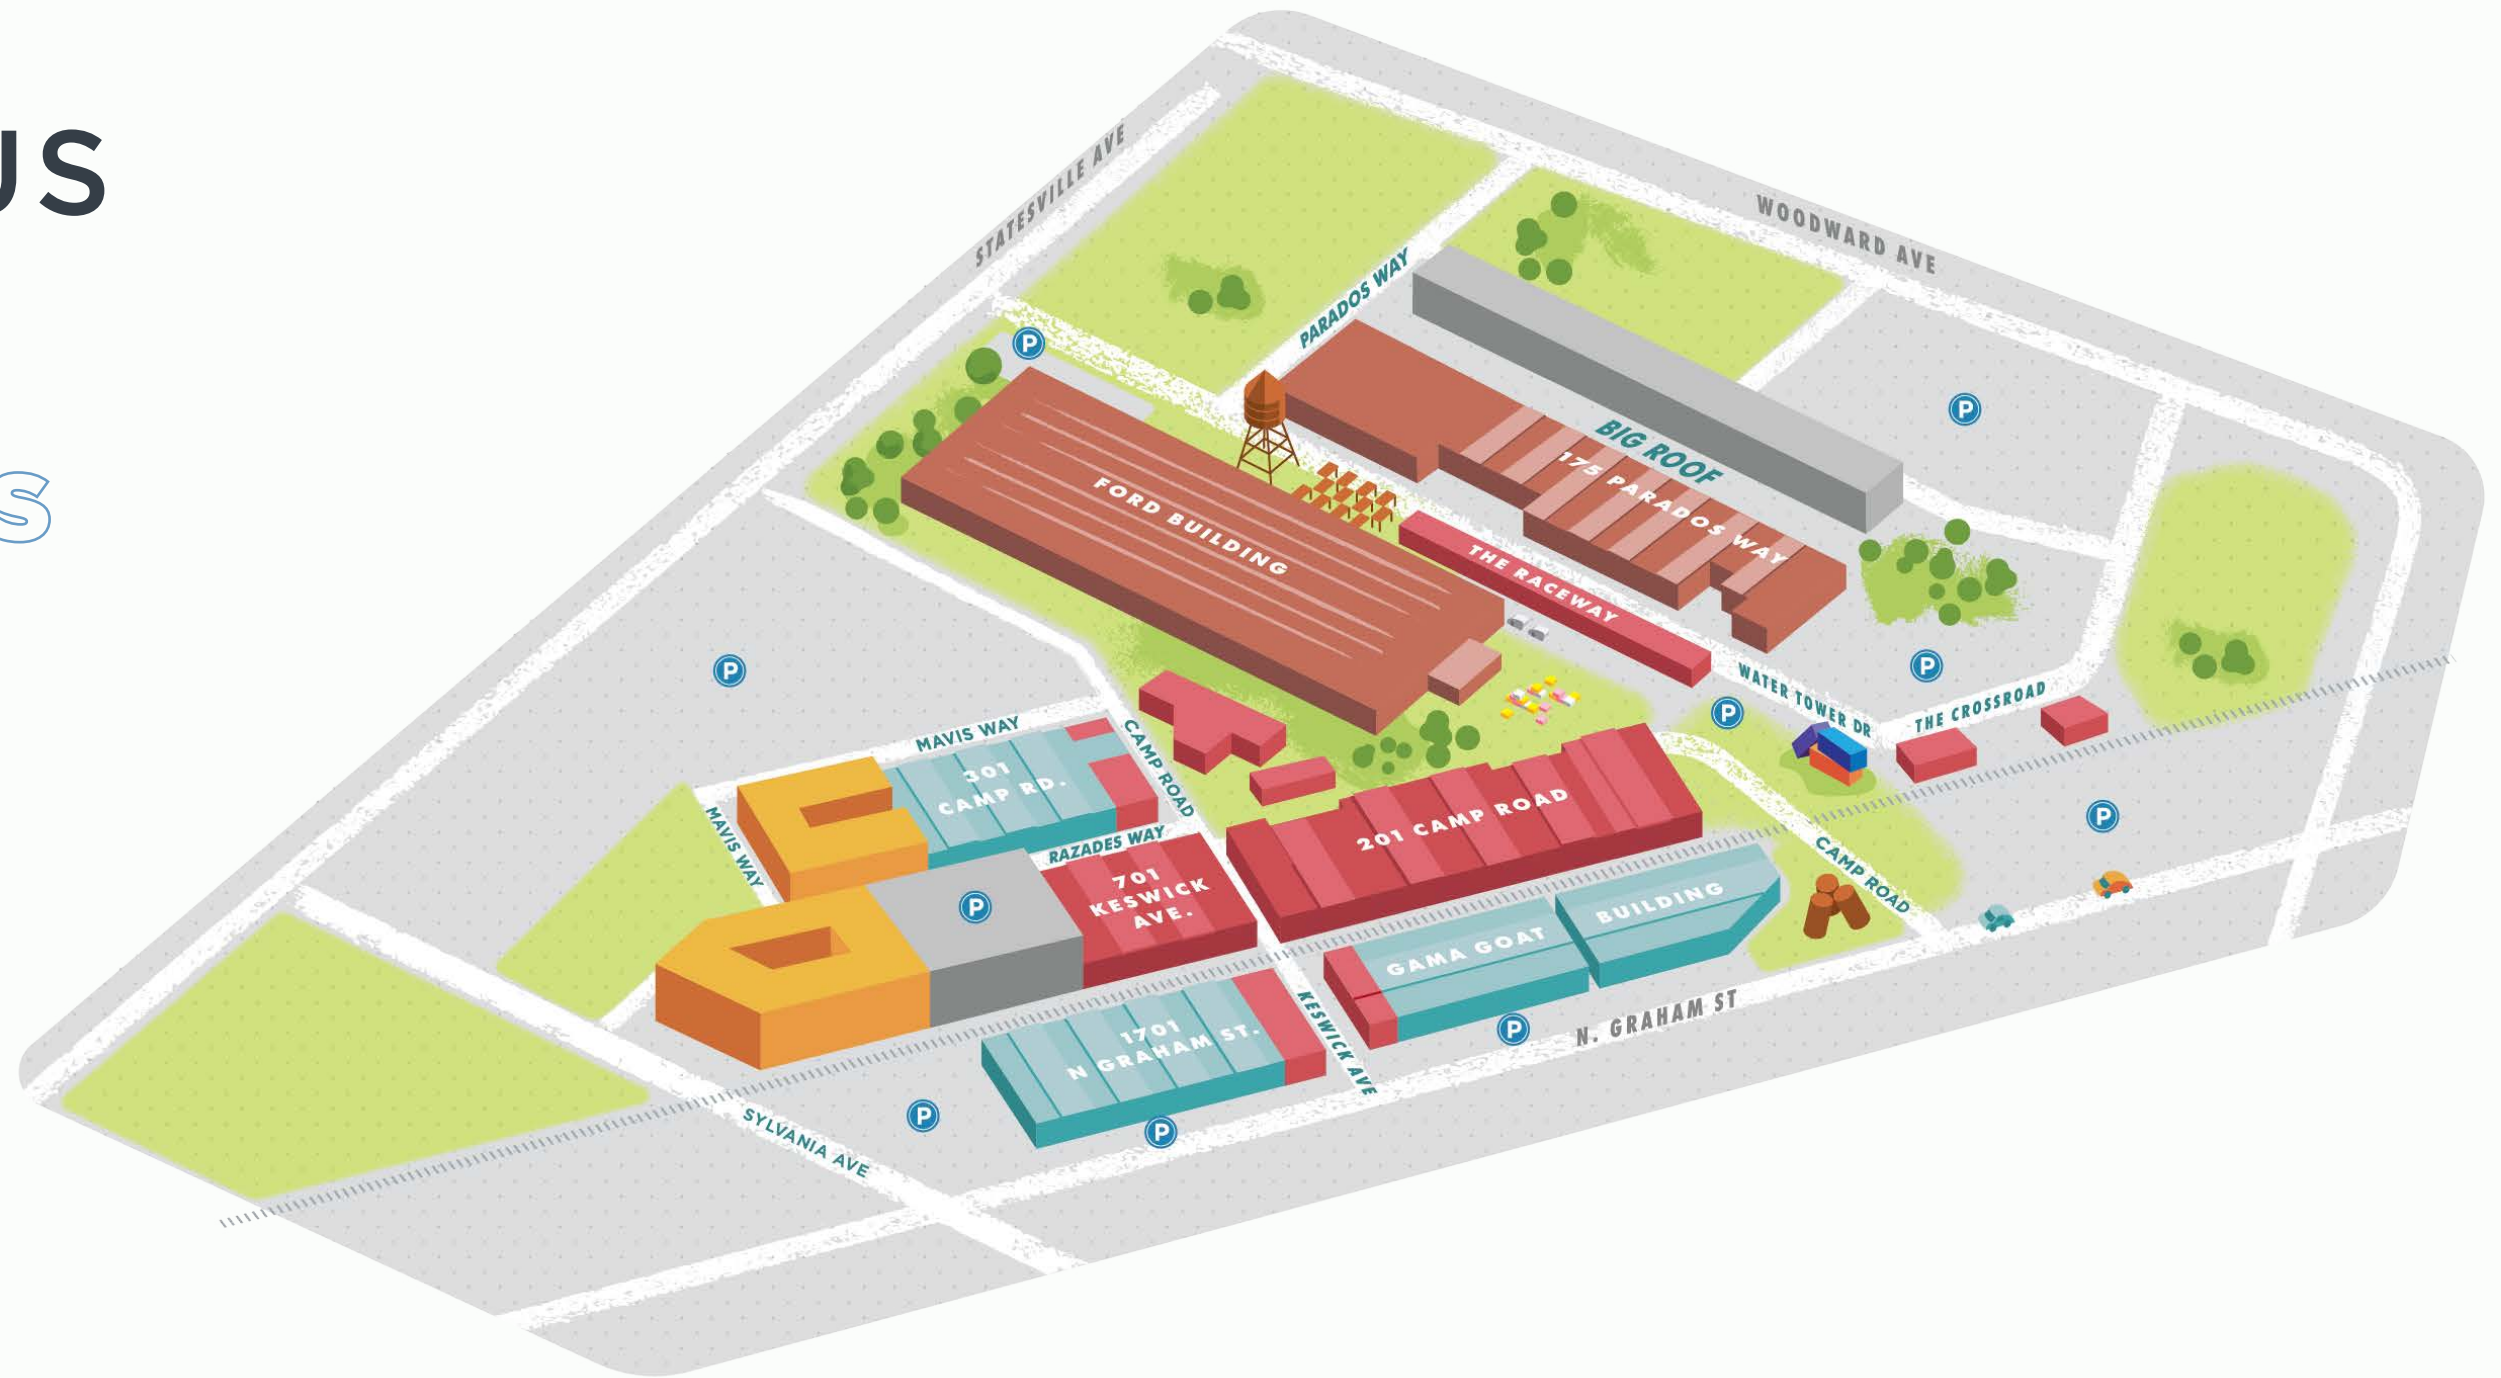 US
S
STATESVILLE AVE
WOODWARD AVE
PARADOS WAY
BIG ROOF
175 PARADOS WAY
FORD BUILDING
THE RACEWAY
WATER TOWER DR
THE CROSSROAD
MAVIS WAY
CAMP ROAD
301
CAMP RD.
MAVIS WAY
RAZADES WAY
201 CAMP ROAD
CAMP ROAD
701
KESWICK
AVE.
GAMA GOAT
BUILDING
1701
N GRAHAM ST.
KESWICK AVE
N. GRAHAM ST
SYLVANIA AVE
P
P
P
P
P
P
P
P
P
P